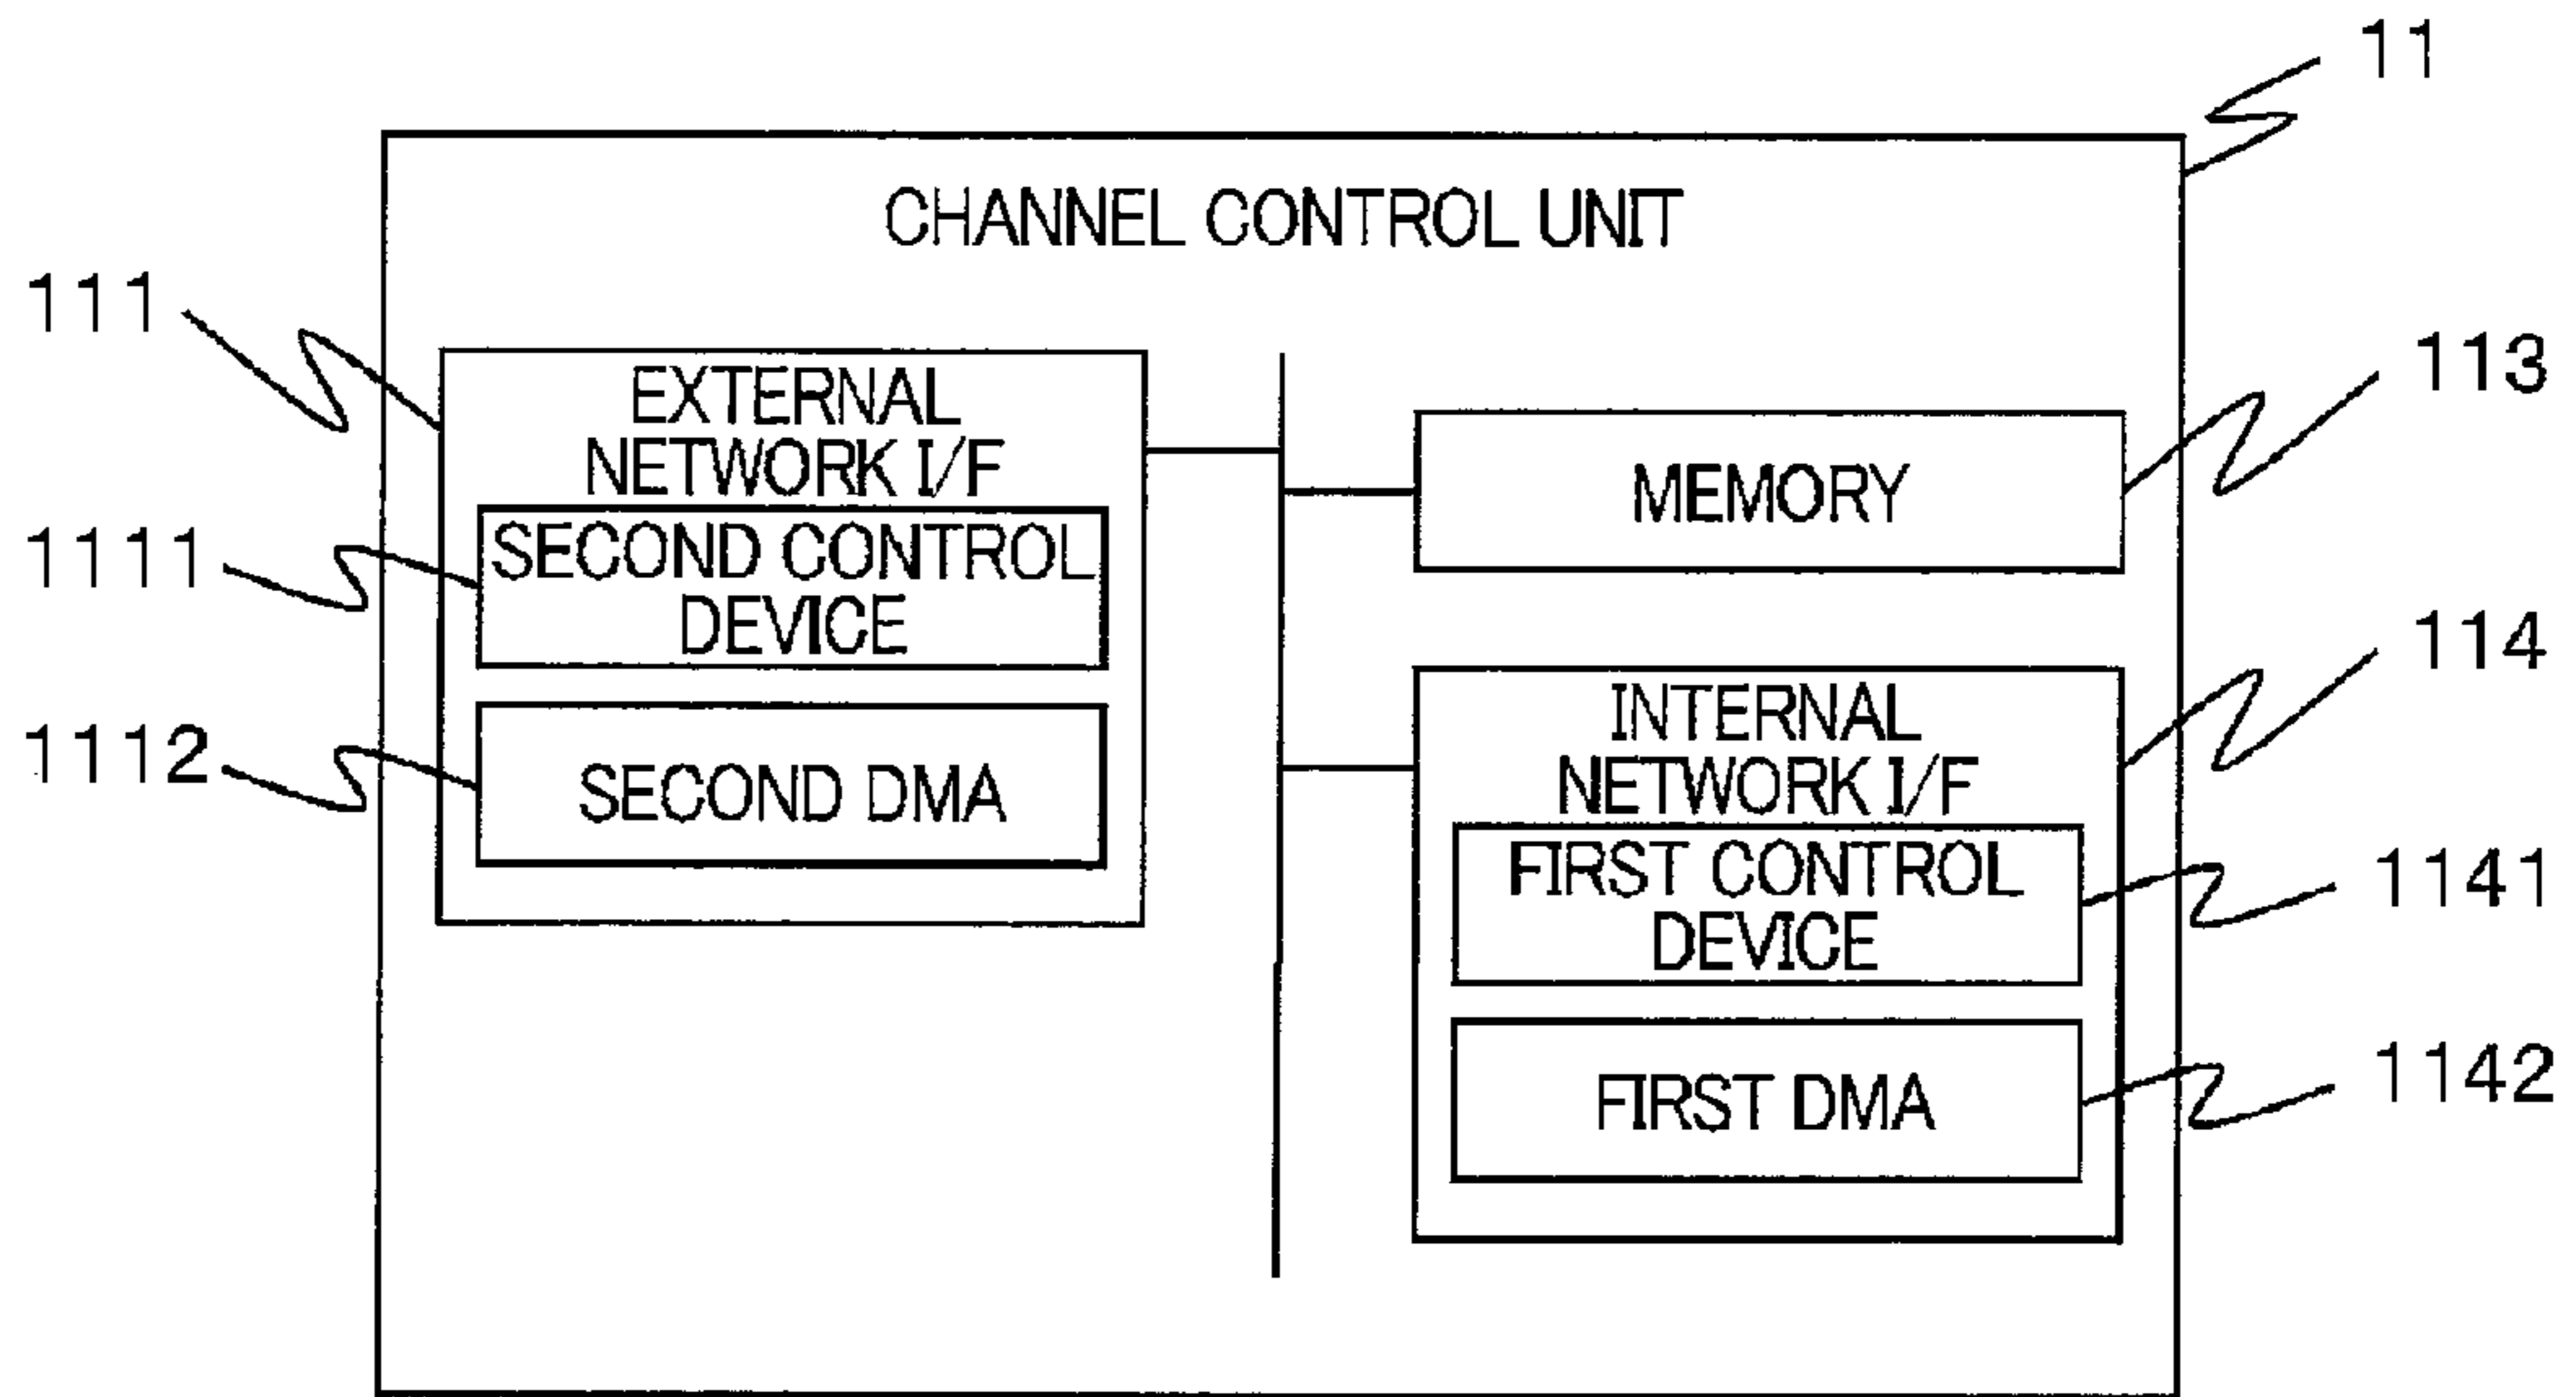 11
CHANNEL CONTROL UNIT
111
EXTERNAL
NETWORK I/F
1111
SECOND CONTROL
DEVICE
1112
SECOND DMA
113
MEMORY
114
INTERNAL
NETWORK I/F
1141
FIRST CONTROL
DEVICE
1142
FIRST DMA